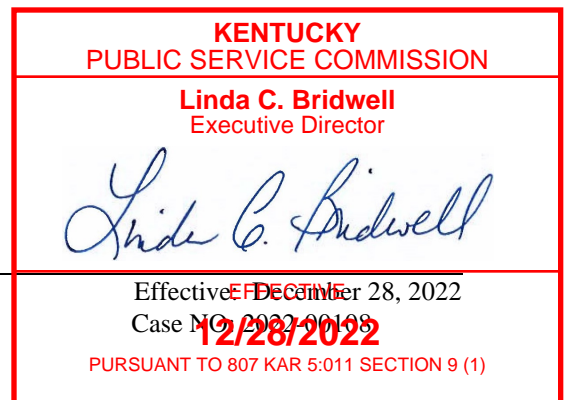 KENTUCKY
PUBLIC SERVICE COMMISSION
Linda C. Bridwell
Executive Director
Linda C. Bridwell
EFFECTIVE
Effective: December 28, 2022
Case NO: 2022-00108
12/28/2022
PURSUANT TO 807 KAR 5:011 SECTION 9 (1)